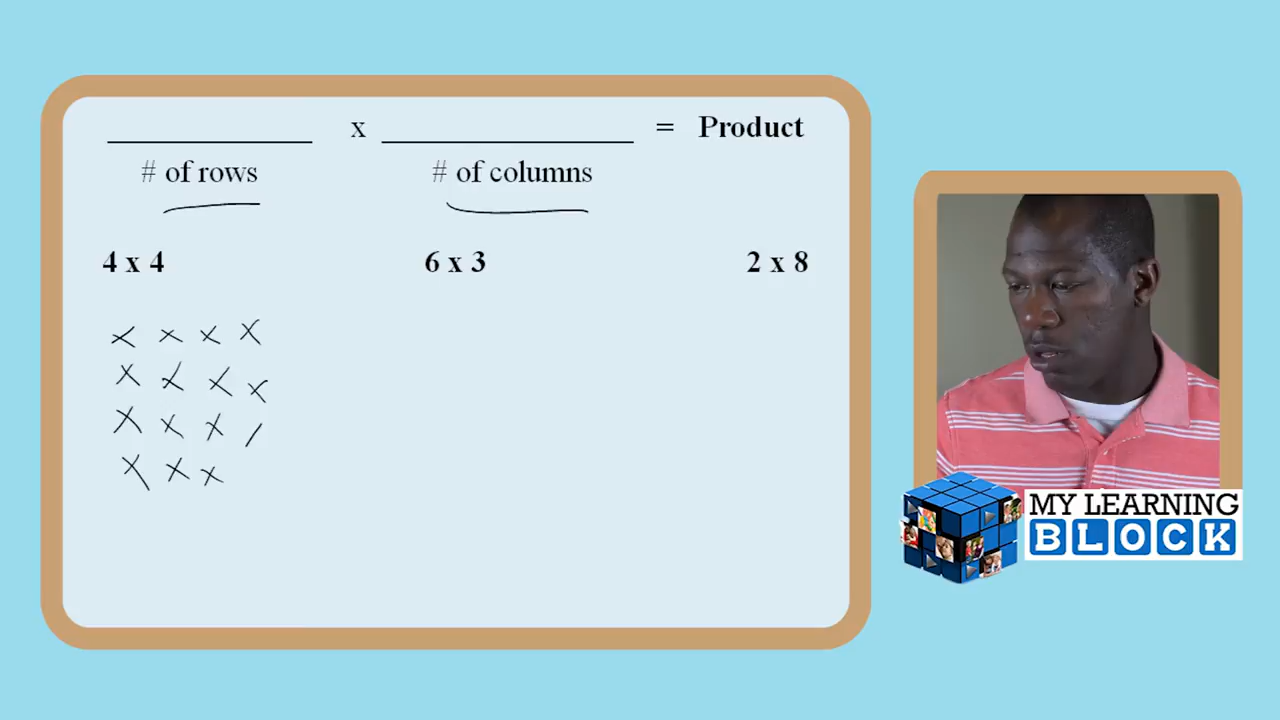 x = Product
# of rows # of columns
4 x 4 6 x 3 2 x 8
x x x x
x x x x
x x x /
x x x
MY LEARNING
BLOCK